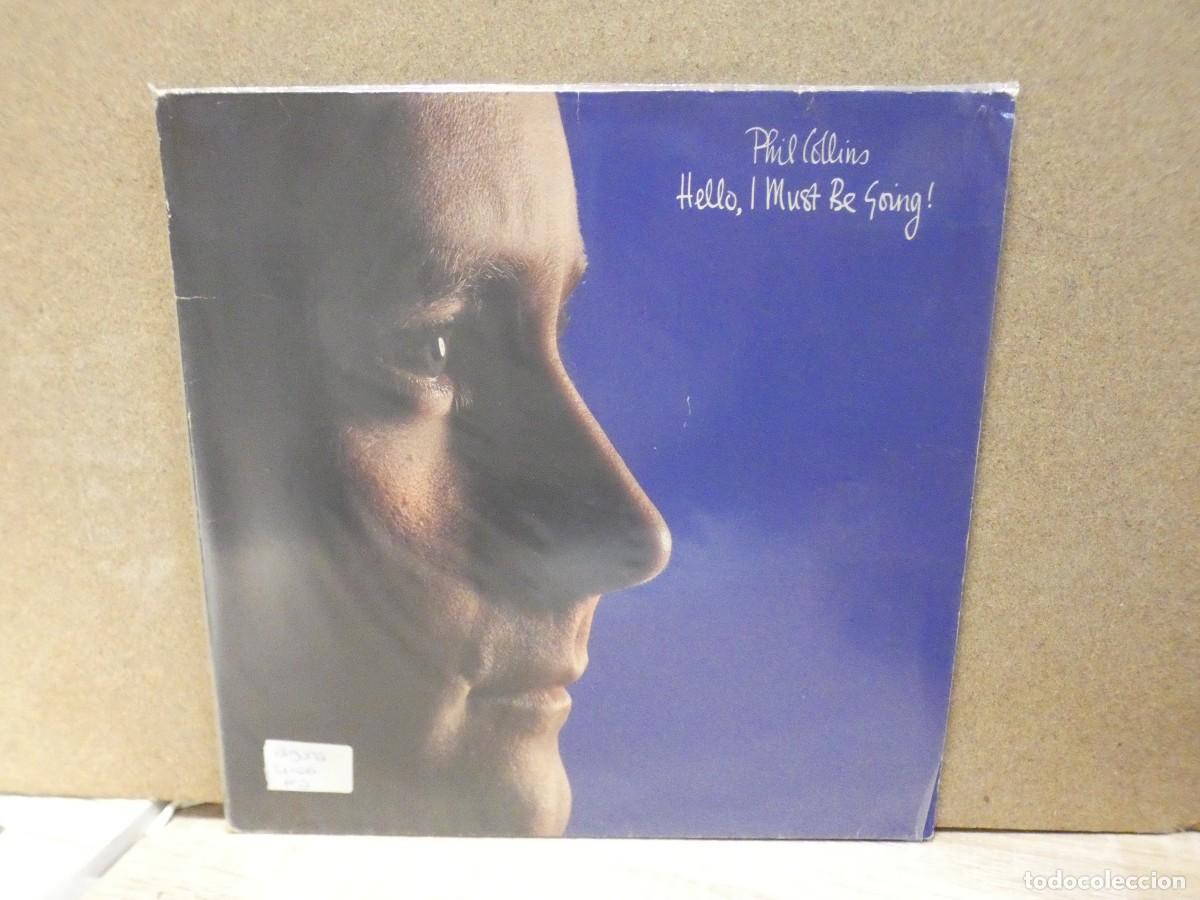 Phil Collins
Hello, I Must Be Going!
todocoleccion